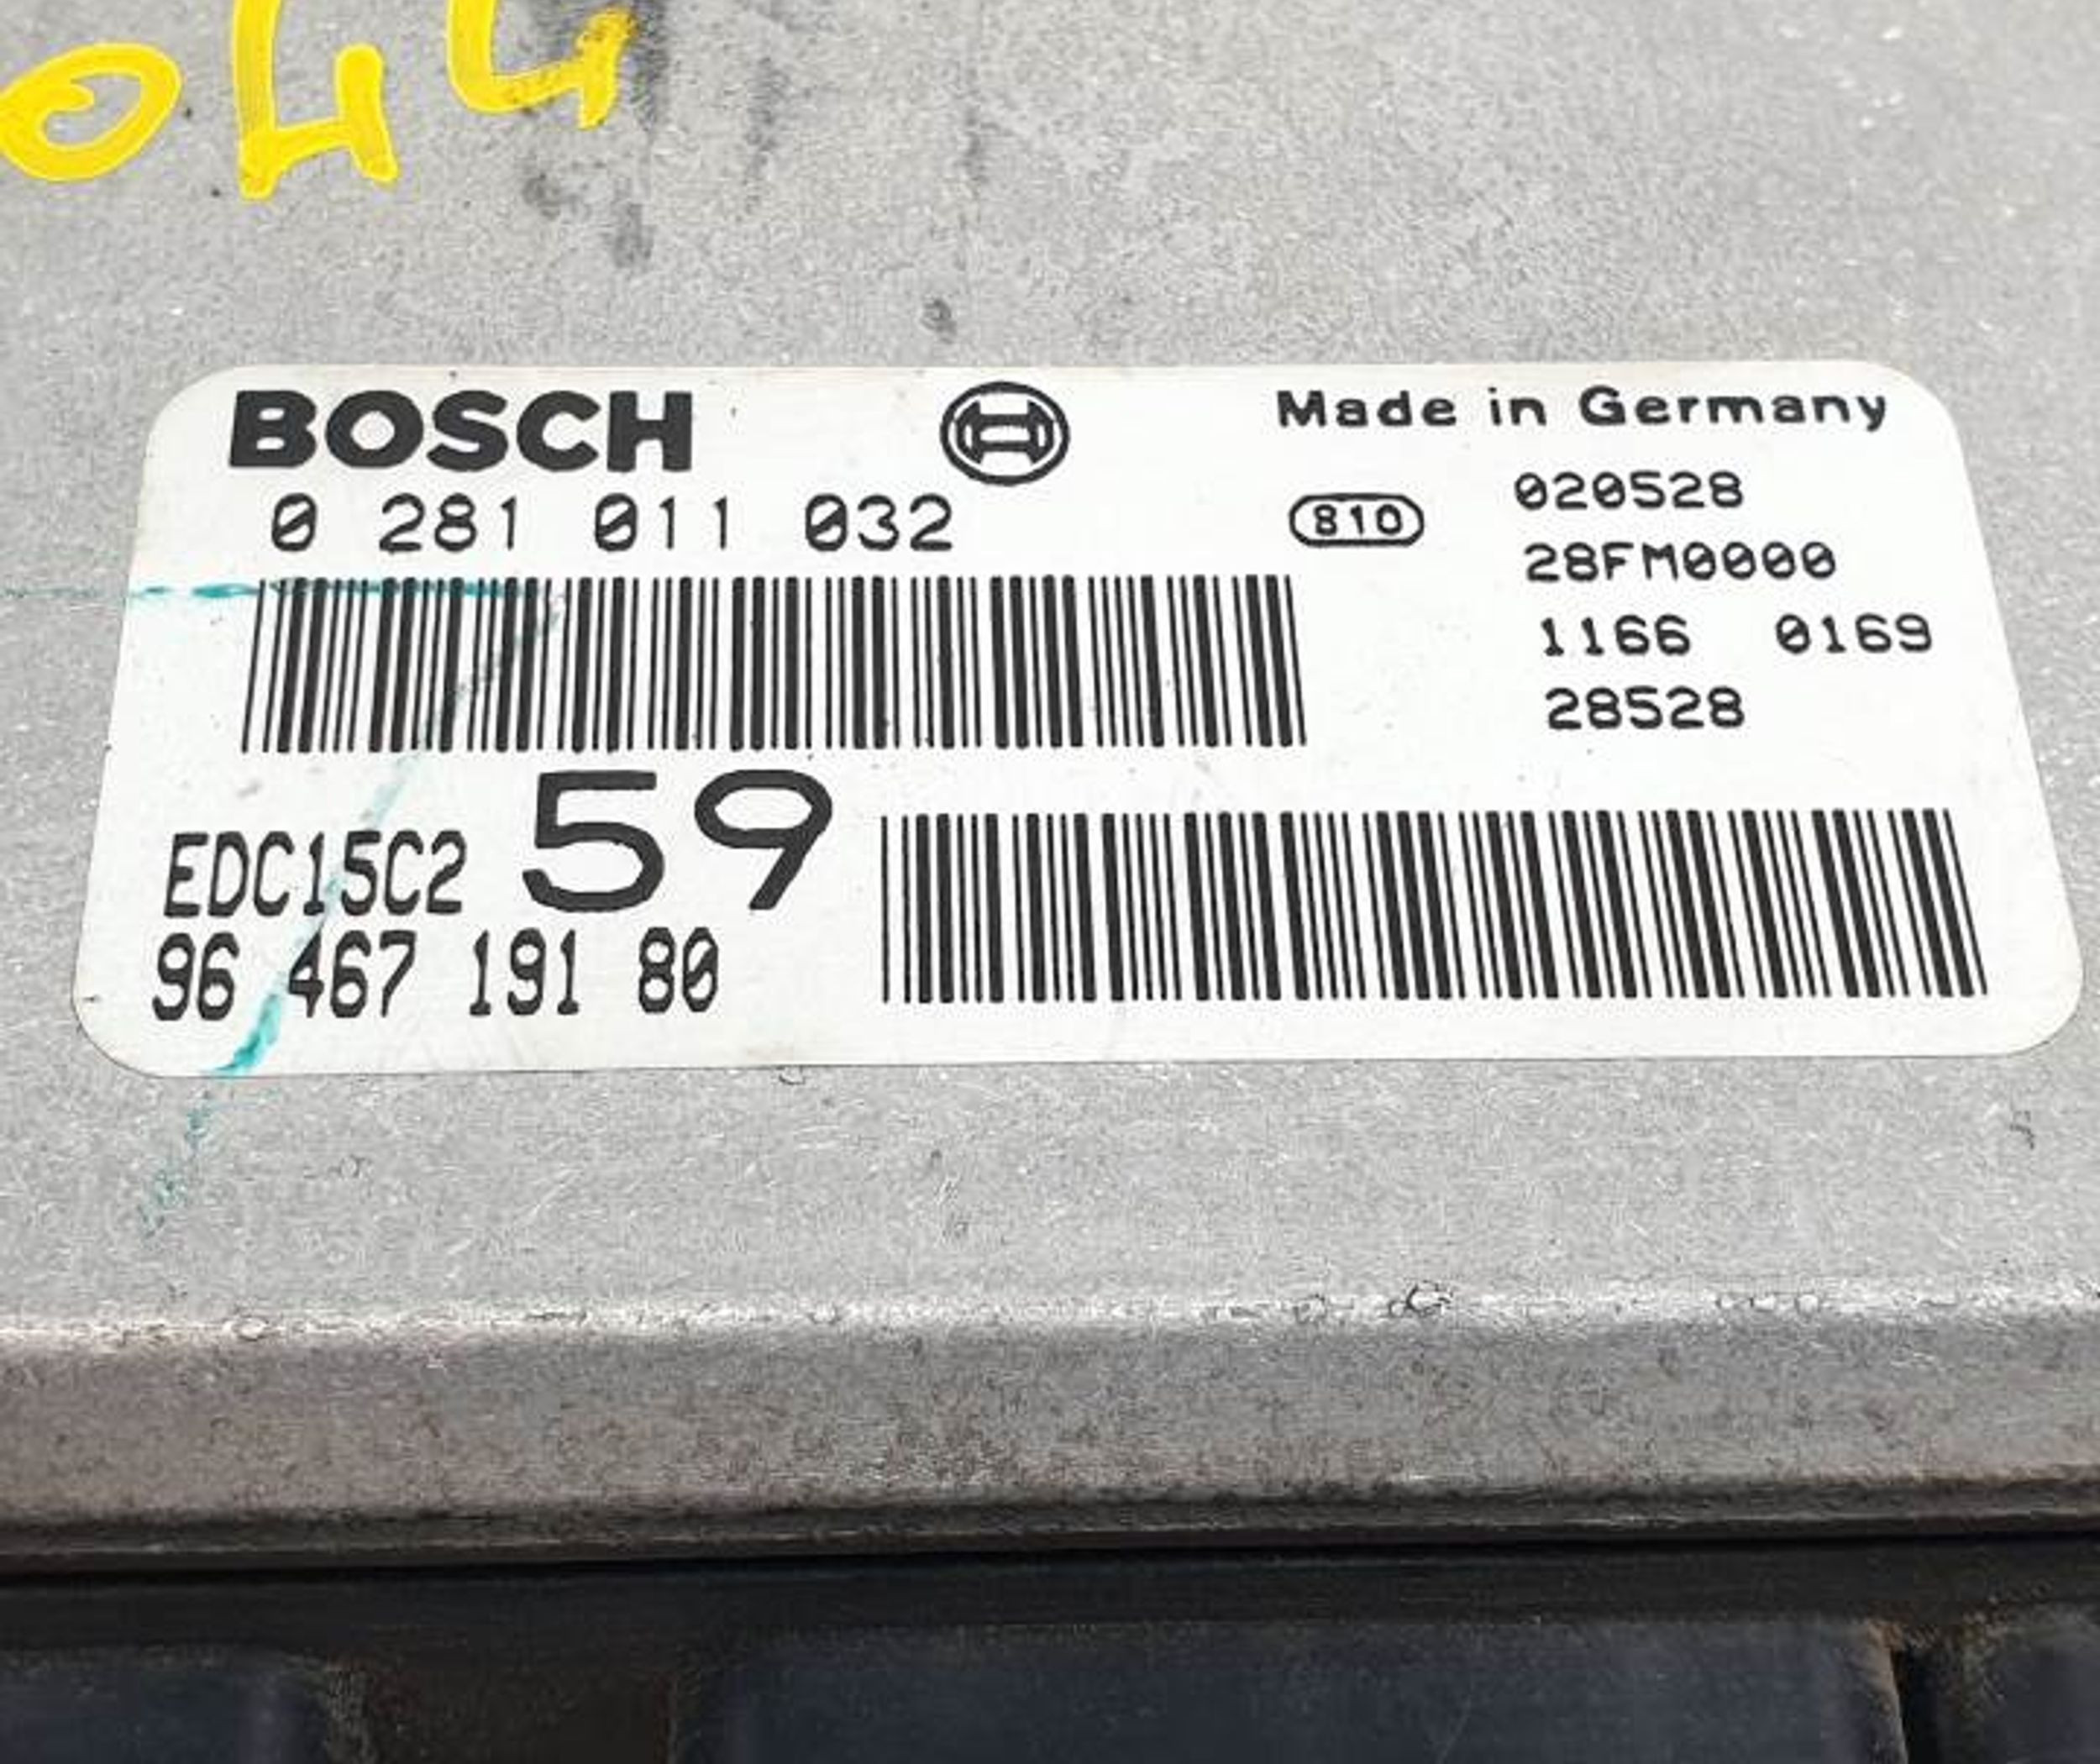 BOSCH
Made in Germany
0 281 011 032
810
020528
28FM0000
1166 0169
28528
EDC15C2 59
96 467 191 80